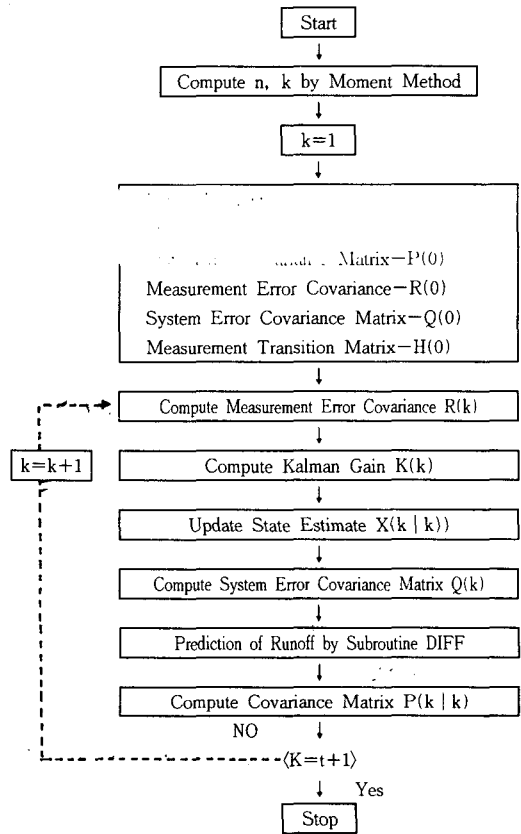 Start
Compute n, k by Moment Method
k=1
Matrix-P(0)
Measurement Error Covariance-R(0)
System Error Covariance Matrix-Q(0)
Measurement Transition Matrix-H(0)
Compute Measurement Error Covariance R(k)
k=k+1
Compute Kalman Gain K(k)
Update State Estimate X(k | k))
Compute System Error Covariance Matrix Q(k)
Prediction of Runoff by Subroutine DIFF
Compute Covariance Matrix P(k | k)
NO
⟨K=t+1⟩
Yes
Stop